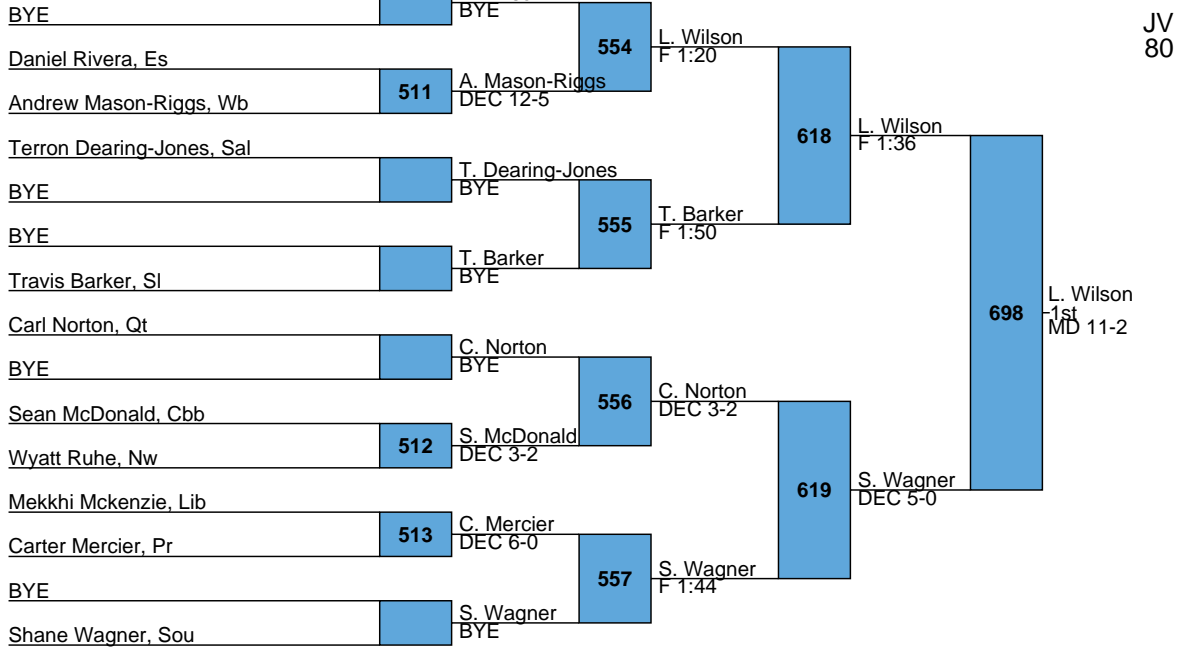 BYE
BYE
JV
80
Daniel Rivera, Es
Andrew Mason-Riggs, Wb
511
A. Mason-Riggs
DEC 12-5
554
L. Wilson
F 1:20
Terron Dearing-Jones, Sal
BYE
T. Dearing-Jones
BYE
BYE
Travis Barker, Sl
T. Barker
BYE
555
T. Barker
F 1:50
618
L. Wilson
F 1:36
Carl Norton, Qt
BYE
C. Norton
BYE
Sean McDonald, Cbb
Wyatt Ruhe, Nw
512
S. McDonald
DEC 3-2
556
C. Norton
DEC 3-2
Mekkhi Mckenzie, Lib
Carter Mercier, Pr
513
C. Mercier
DEC 6-0
BYE
Shane Wagner, Sou
S. Wagner
BYE
557
S. Wagner
F 1:44
619
S. Wagner
DEC 5-0
698
L. Wilson
1st
MD 11-2